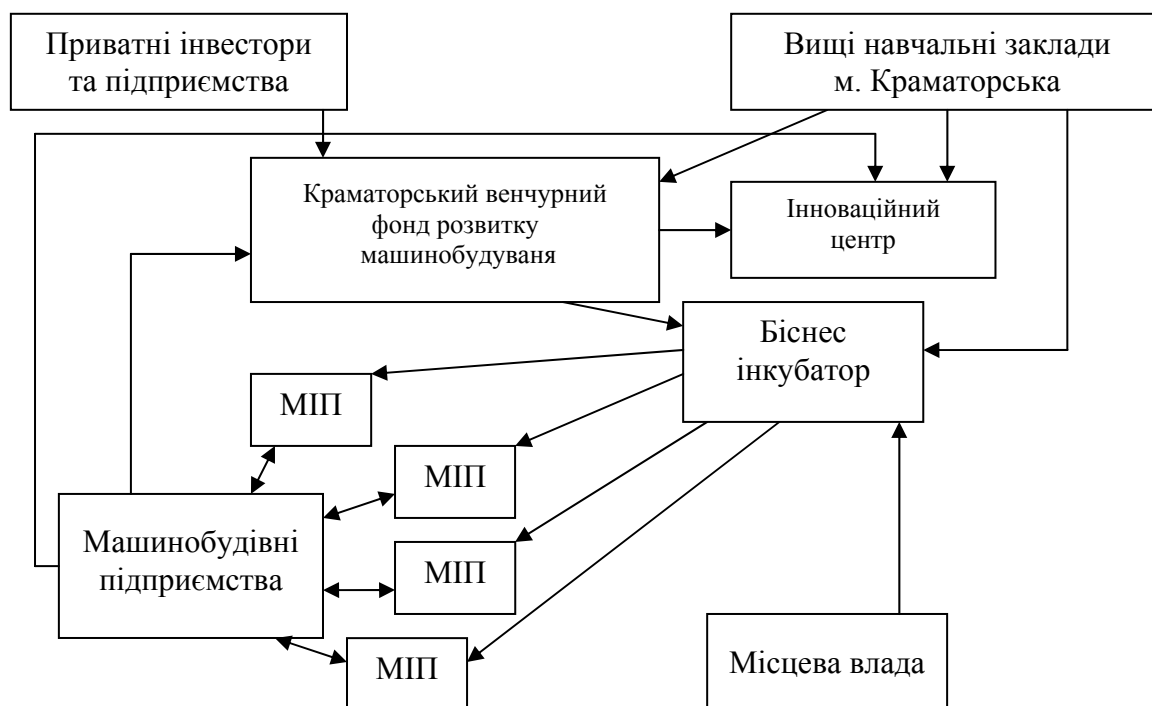 Приватні інвестори
та підприємства
Вищі навчальні заклади
м. Краматорська
Краматорський венчурний
фонд розвитку
машинобудуваня
Інноваційний
центр
Біснес
інкубатор
МІП
МІП
Машинобудівні
підприємства
МІП
МІП
Місцева влада